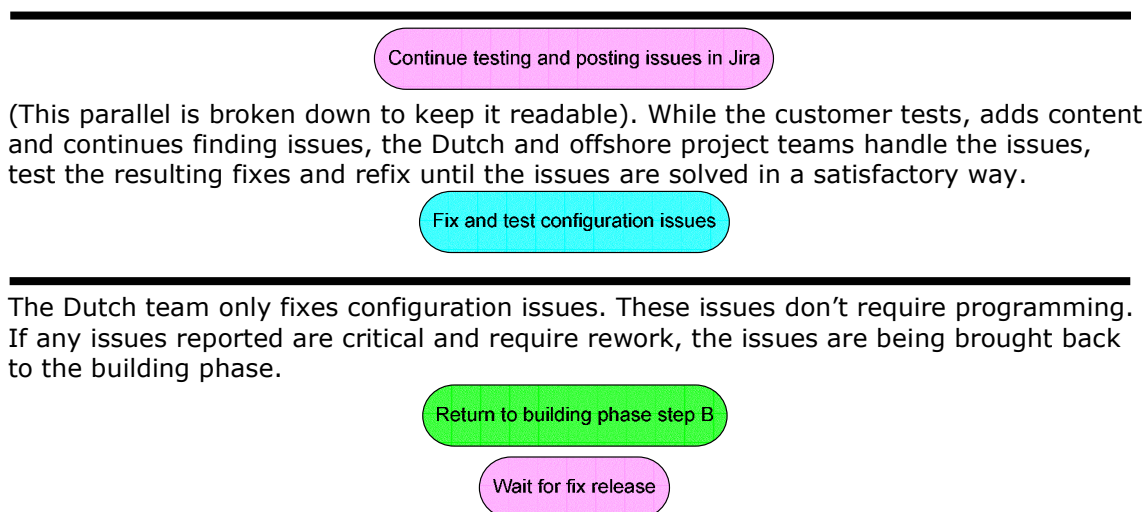 Continue testing and posting issues in Jira
(This parallel is broken down to keep it readable). While the customer tests, adds content
and continues finding issues, the Dutch and offshore project teams handle the issues,
test the resulting fixes and refix until the issues are solved in a satisfactory way.
Fix and test configuration issues
The Dutch team only fixes configuration issues. These issues don’t require programming.
If any issues reported are critical and require rework, the issues are being brought back
to the building phase.
Return to building phase step B
Wait for fix release